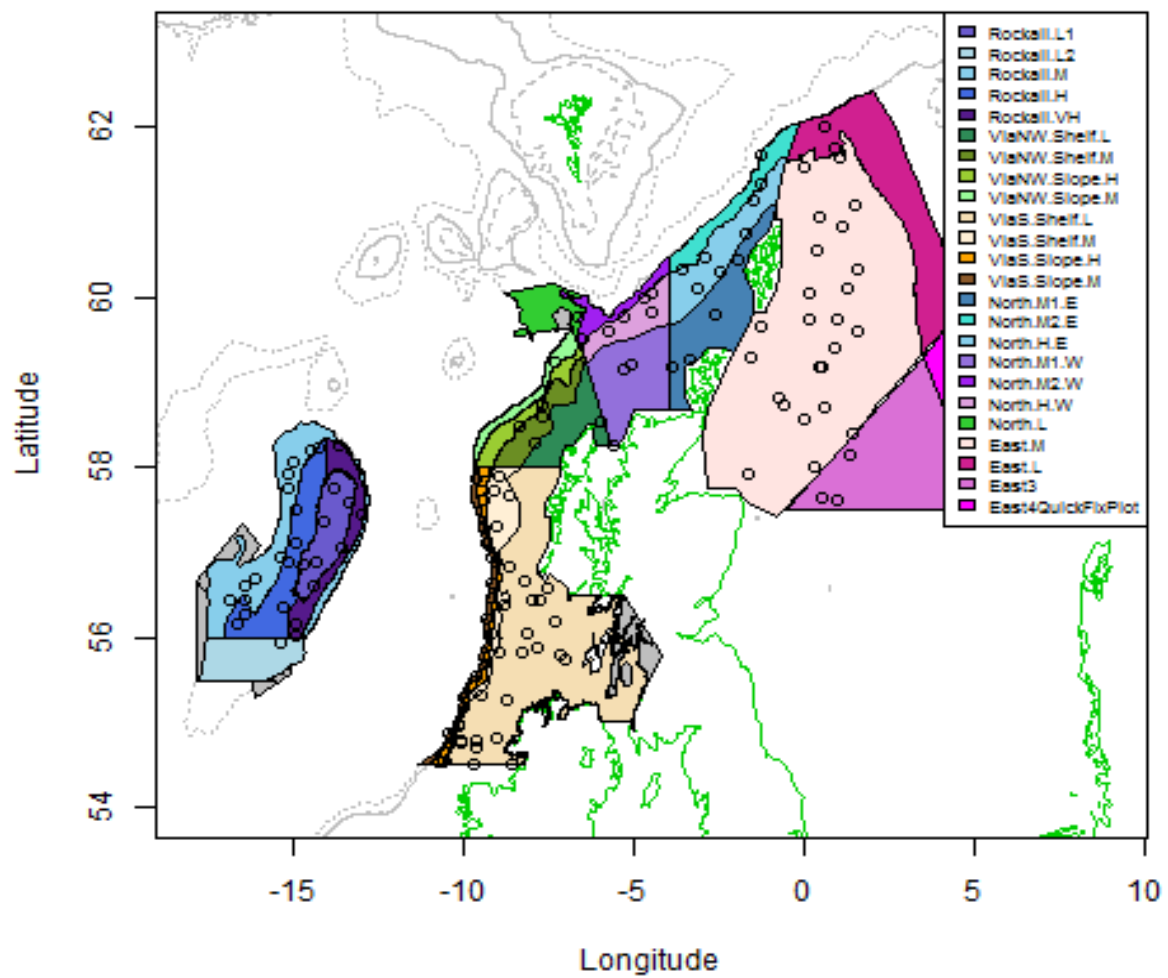 Rockall.L1
Rockall.L2
Rockall.M
Rockall.H
Rockall.VH
VIaNW.Shelf.L
VIaNW.Shelf.M
VIaNW.Slope.H
VIaNW.Slope.M
VIaS.Shelf.L
VIaS.Shelf.M
VIaS.Slope.H
VIaS.Slope.M
North.M1.E
North.M2.E
North.H.E
North.M1.W
North.M2.W
North.H.W
North.L
East.M
East.L
East3
East4QuickFixPlot
62
60
58
56
54
Latitude
-15 -10 -5 0 5 10
Longitude